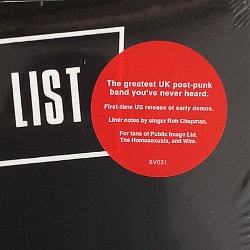 LIST
The greatest UK post-punk
band you've never heard.
First-time US release of early demos.
Liner notes by singer Rob Chapman.
For fans of Public Image Ltd,
The Homosexuals, and Wire.
SV031